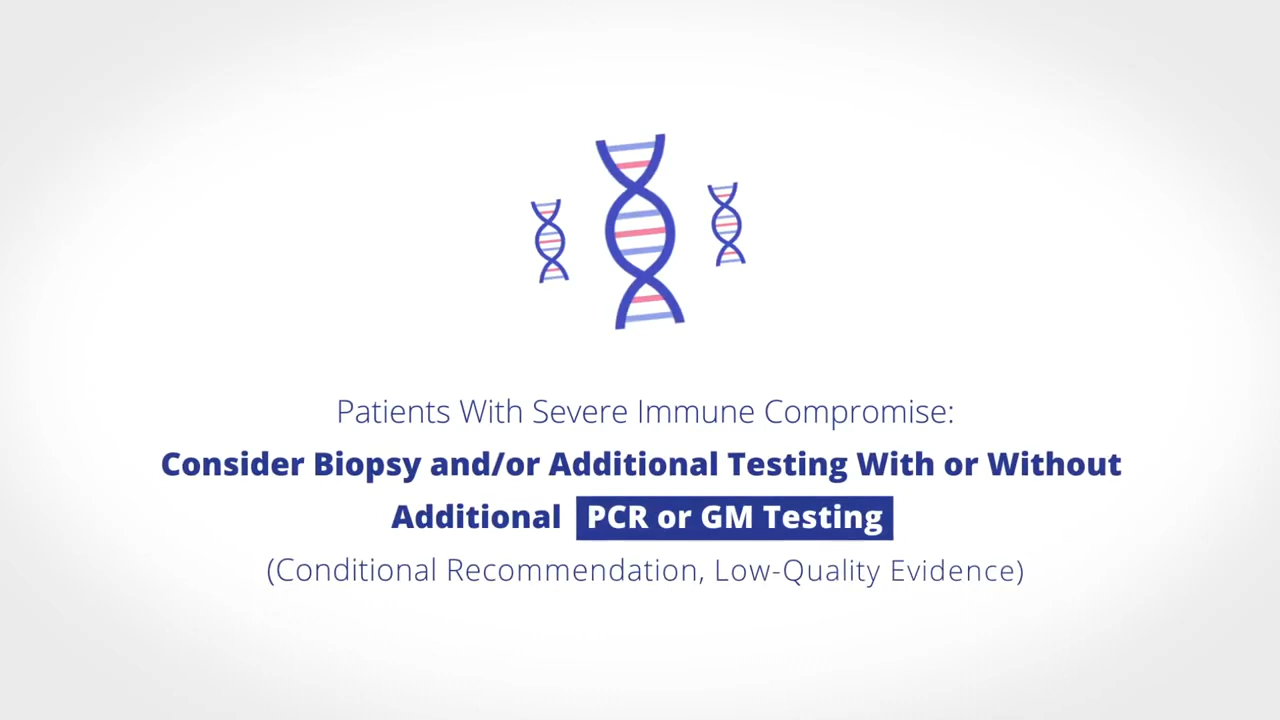 Patients With Severe Immune Compromise:
Consider Biopsy and/or Additional Testing With or Without
Additional PCR or GM Testing
(Conditional Recommendation, Low-Quality Evidence)